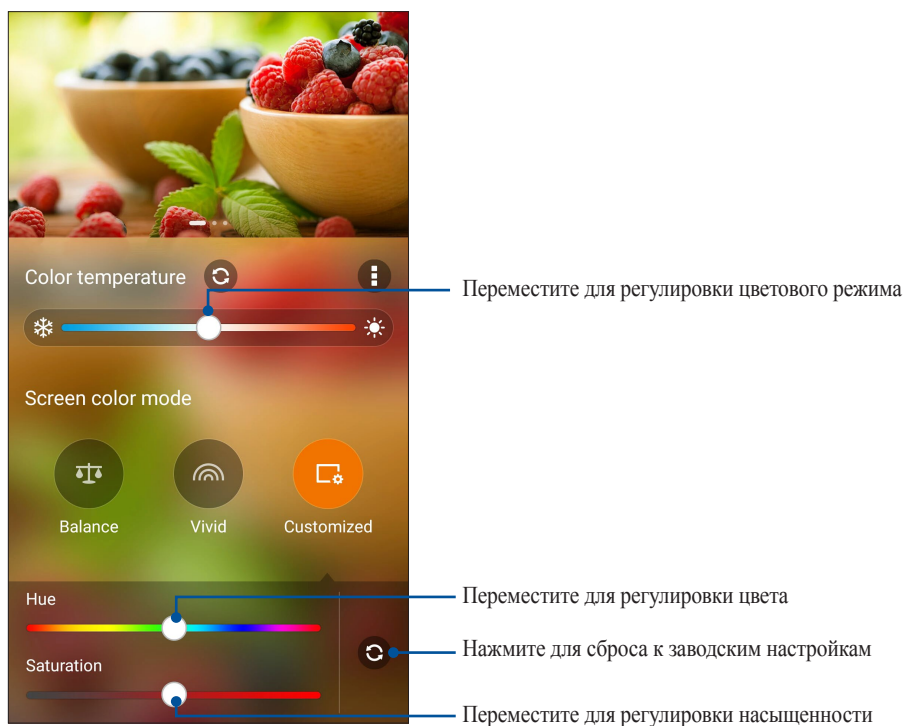 Color temperature
Переместите для регулировки цветового режима
Screen color mode
Balance
Vivid
Customized
Hue
Переместите для регулировки цвета
Нажмите для сброса к заводским настройкам
Saturation
Переместите для регулировки насыщенности